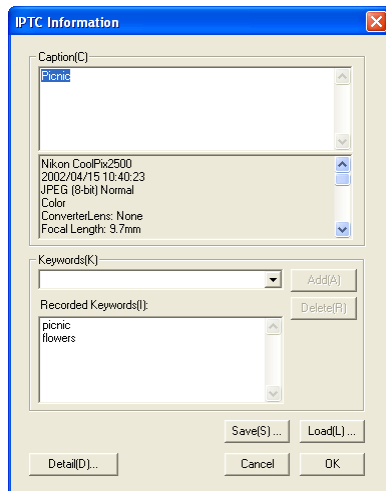 IPTC Information
Caption(C)
Picnic
Nikon CoolPix2500
2002/04/15 10:40:23
JPEG (8-bit) Normal
Color
ConverterLens: None
Focal Length: 9.7mm
Keywords(K)
Add(A)
Recorded Keywords(I):
Delete(R)
picnic
flowers
Save(S) ...
Load(L) ...
Detail(D)...
Cancel
OK